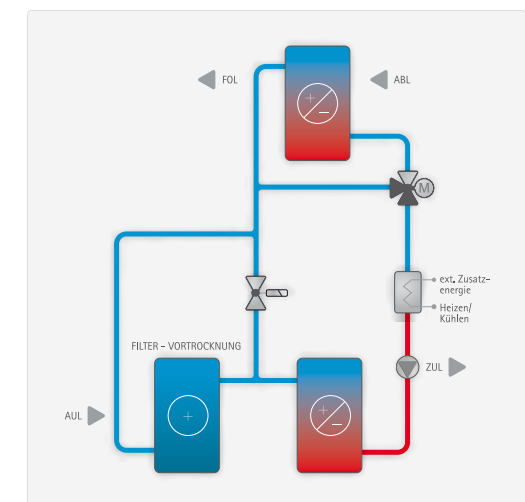 FOL
ABL
M
ext. Zusatz-
energie
Heizen/
Kühlen
FILTER - VORTROCKNUNG
ZUL
AUL